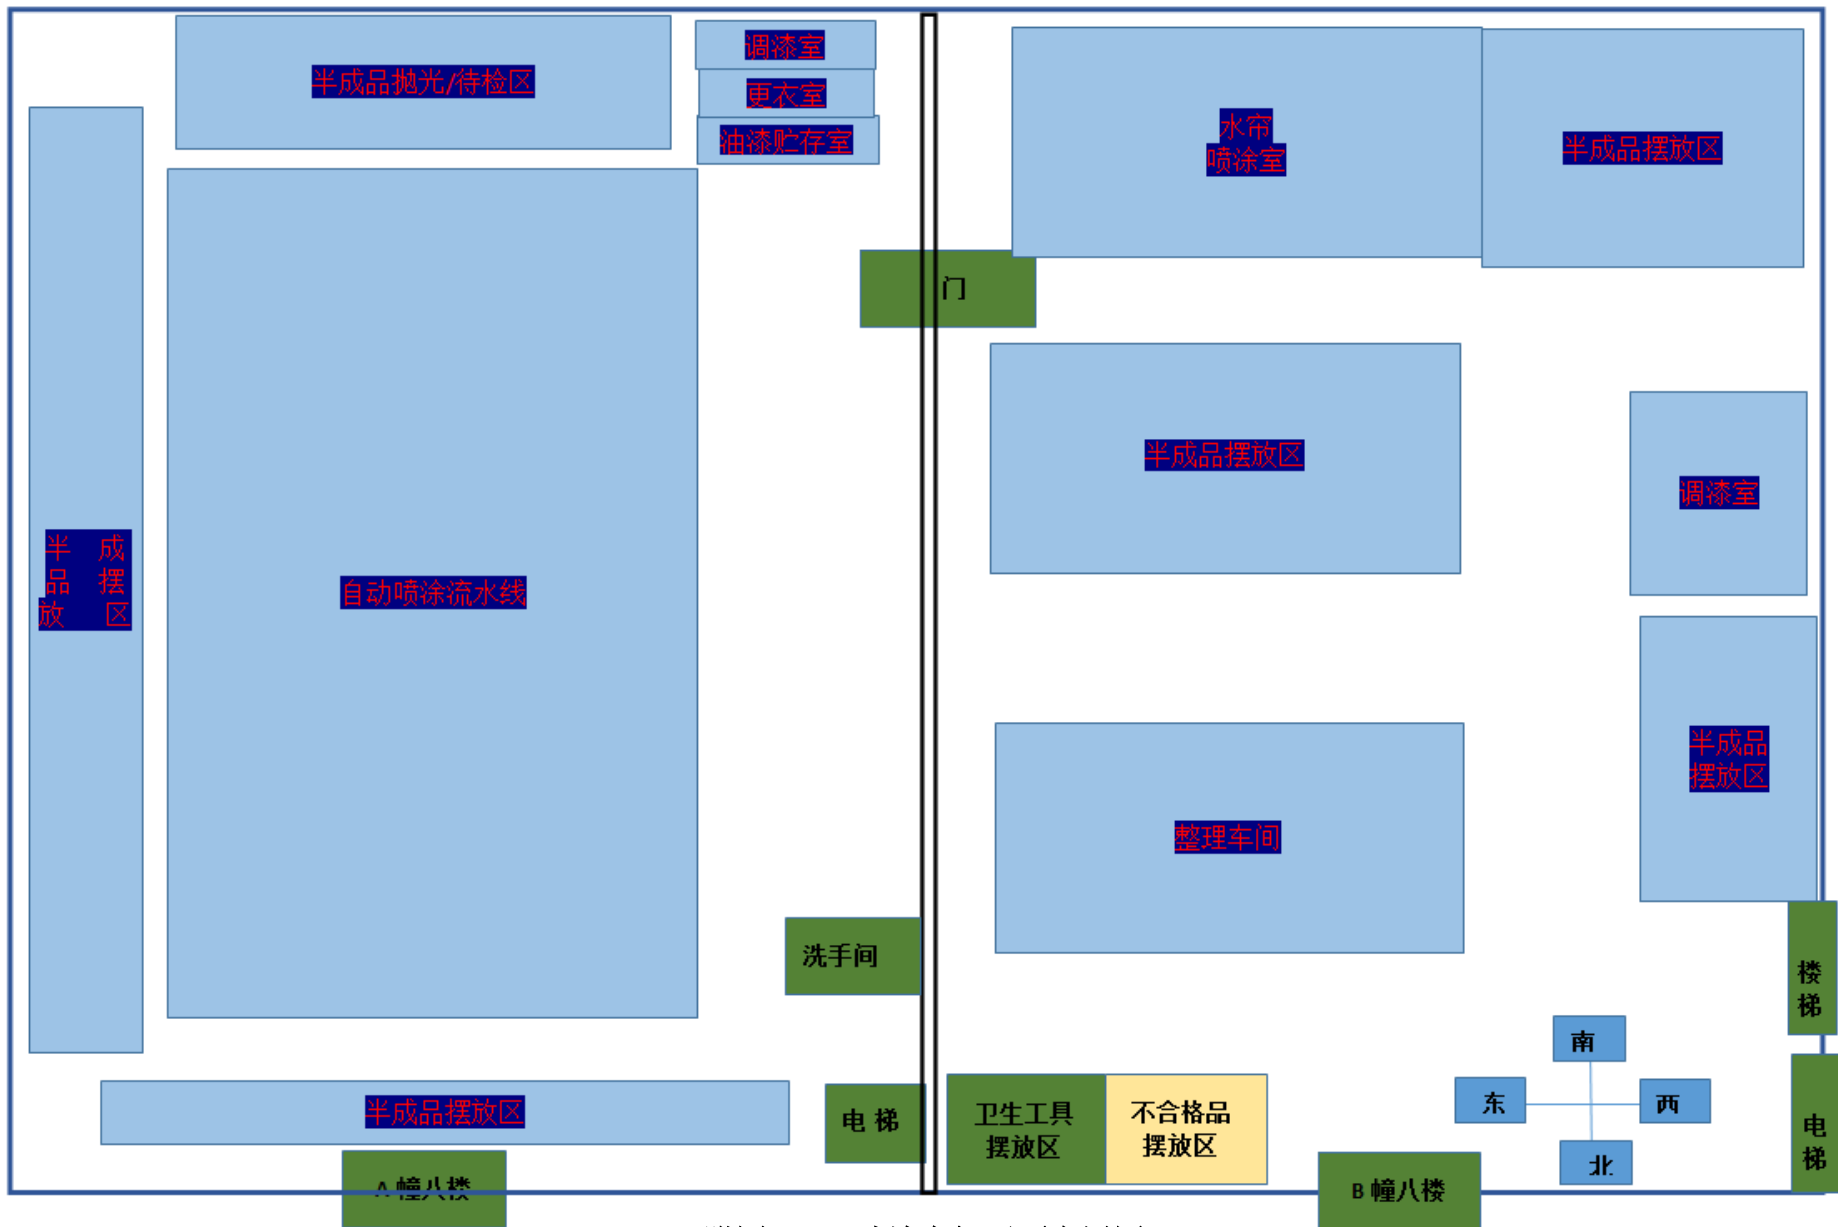 半成品抛光/待检区
调漆室
更衣室
油漆贮存室
水帘
喷涂室
半成品摆放区
门
半成品摆放区
调漆室
半 成
品 摆
放 区
自动喷涂流水线
半成品
摆放区
整理车间
洗手间
楼
梯
南
东
西
北
半成品摆放区
电 梯
卫生工具
摆放区
不合格品
摆放区
电
梯
A 幢八楼
B 幢八楼